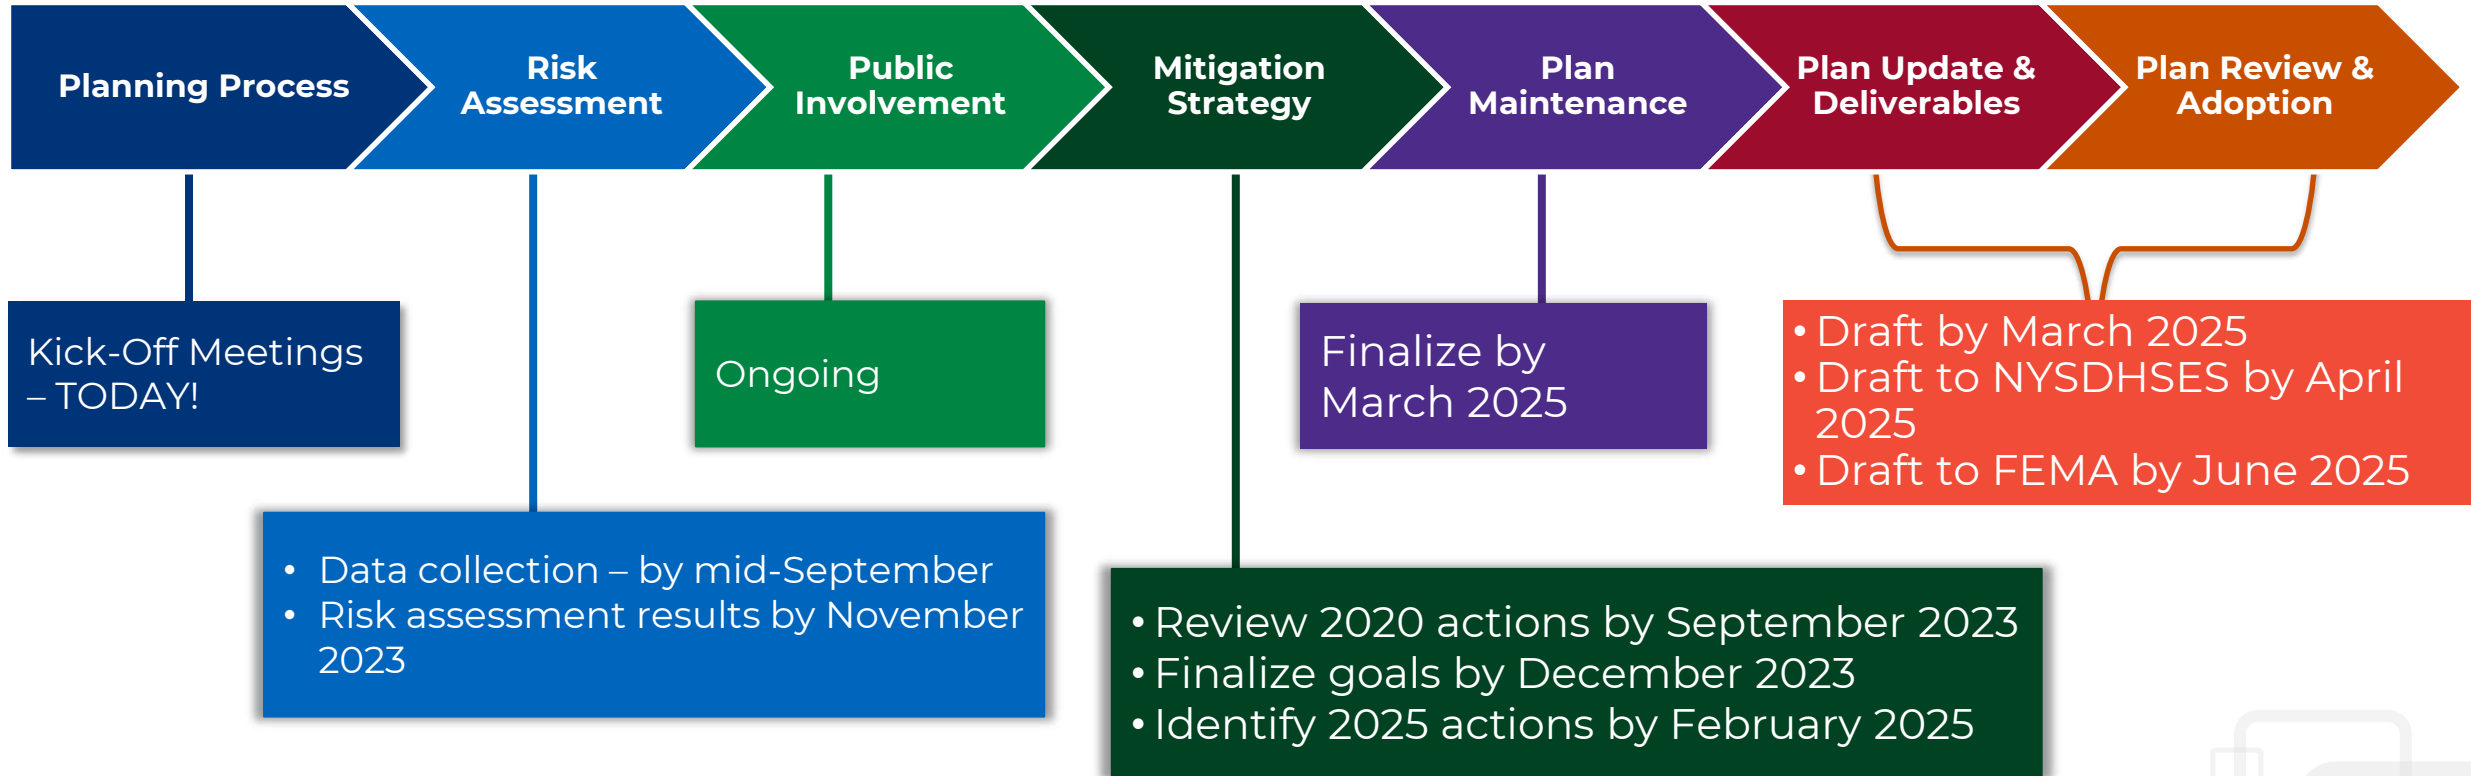 Planning Process
Risk
Assessment
Public
Involvement
Mitigation
Strategy
Plan
Maintenance
Plan Update &
Deliverables
Plan Review &
Adoption
Kick-Off Meetings
– TODAY!
Ongoing
Finalize by
March 2025
• Draft by March 2025
• Draft to NYSDHSES by April
2025
• Draft to FEMA by June 2025
• Data collection – by mid-September
• Risk assessment results by November
2023
• Review 2020 actions by September 2023
• Finalize goals by December 2023
• Identify 2025 actions by February 2025